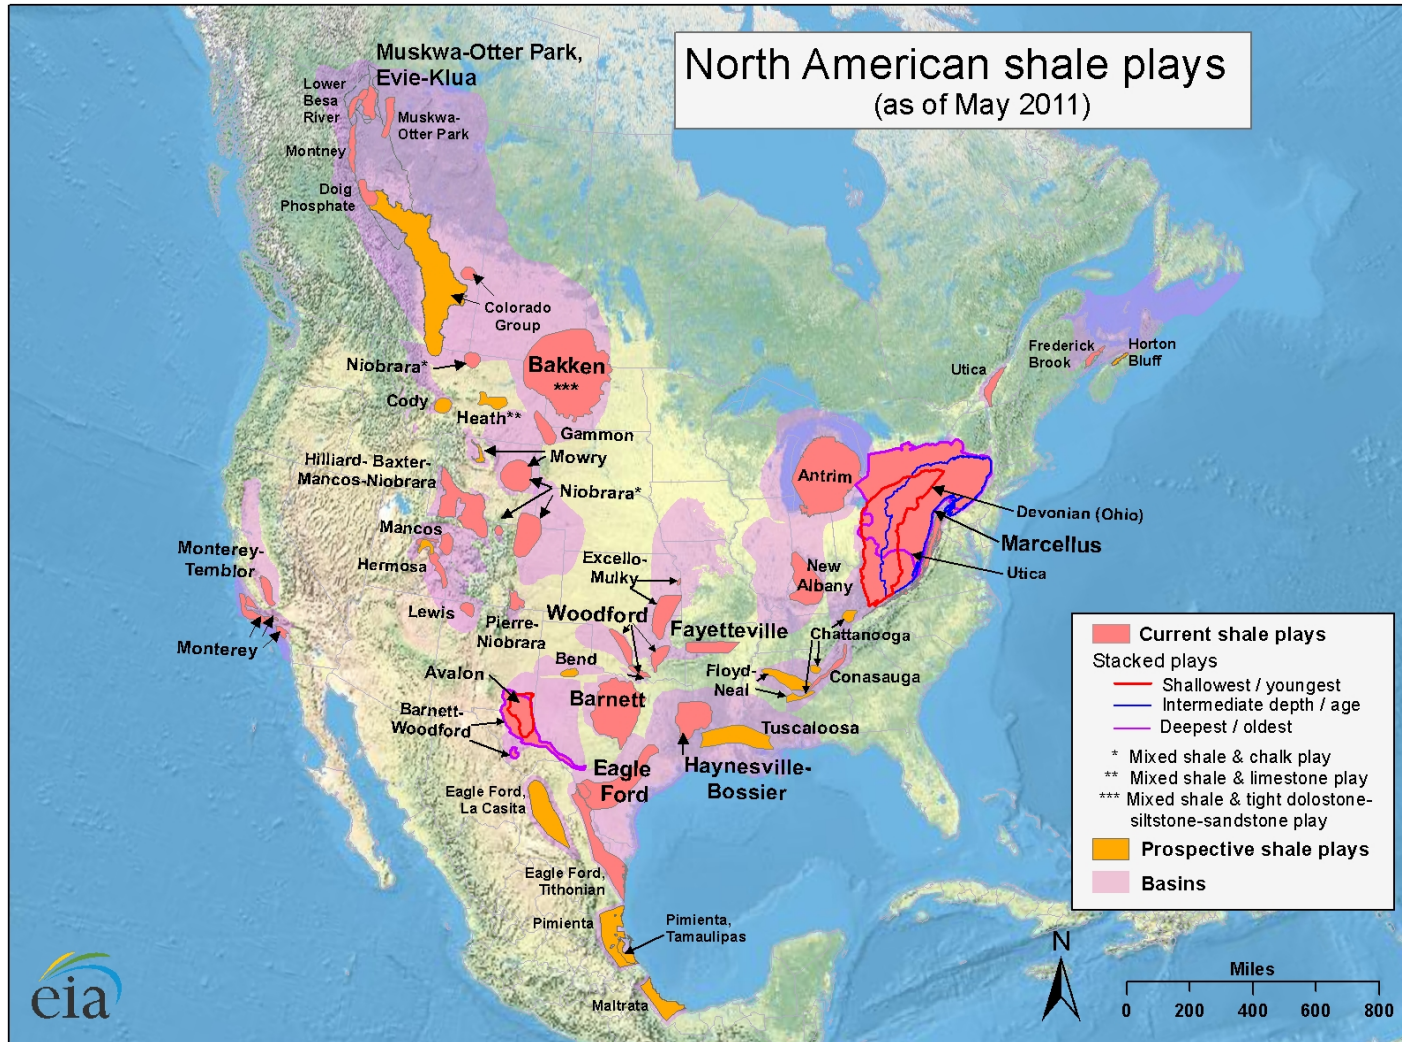 North American shale plays
(as of May 2011)
Muskwa-Otter Park,
Evie-Klua
Lower
Besa
River
Muskwa-
Otter Park
Montney
Doig
Phosphate
Colorado
Group
Niobrara*
Bakken
***
Cody
Heath**
Gammon
Mowry
Hilliard- Baxter-
Mancos-Niobrara
Niobrara*
Antrim
Utica
Frederick
Brook
Horton
Bluff
Devonian (Ohio)
Marcellus
Utica
Mancos
Hermosa
Monterey-
Temblor
Monterey
Lewis
Pierre-
Niobrara
Excello-
Mulky
Woodford
New
Albany
Fayetteville
Chattanooga
Bend
Avalon
Barnett
Floyd-
Neal
Conasauga
Barnett-
Woodford
Tuscaloosa
Eagle
Ford
Haynesville-
Bossier
Eagle Ford,
La Casita
Eagle Ford,
Tithonian
Pimienta
Pimienta,
Tamaulipas
Maltrata
Current shale plays
Stacked plays
Shallowest / youngest
Intermediate depth / age
Deepest / oldest
* Mixed shale & chalk play
** Mixed shale & limestone play
*** Mixed shale & tight dolostone-
siltstone-sandstone play
Prospective shale plays
Basins
N
Miles
0 200 400 600 800
eia